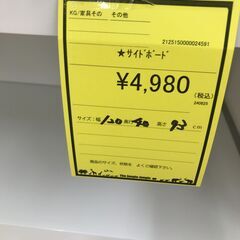 KG/家具その その他
2125150000024591
★サイドボード
¥4,980
(税込)
240825
サイズ:幅 120 奥行 40 高さ 93 cm
商品のサイズ、状態を よくご確認下さい。